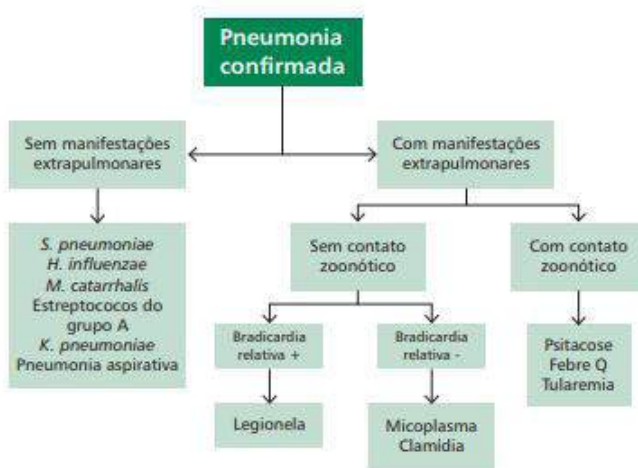 Pneumonia
confirmada
Sem manifestações
extrapulmonares
Com manifestações
extrapulmonares
S. pneumoniae
H. influenzae
M. catarrhalis
Estreptococos do
grupo A
K. pneumoniae
Pneumonia aspirativa
Sem contato
zoonótico
Com contato
zoonótico
Bradicardia
relativa +
Bradicardia
relativa -
Psitacose
Febre Q
Tularemia
Legionela
Micoplasma
Clamídia